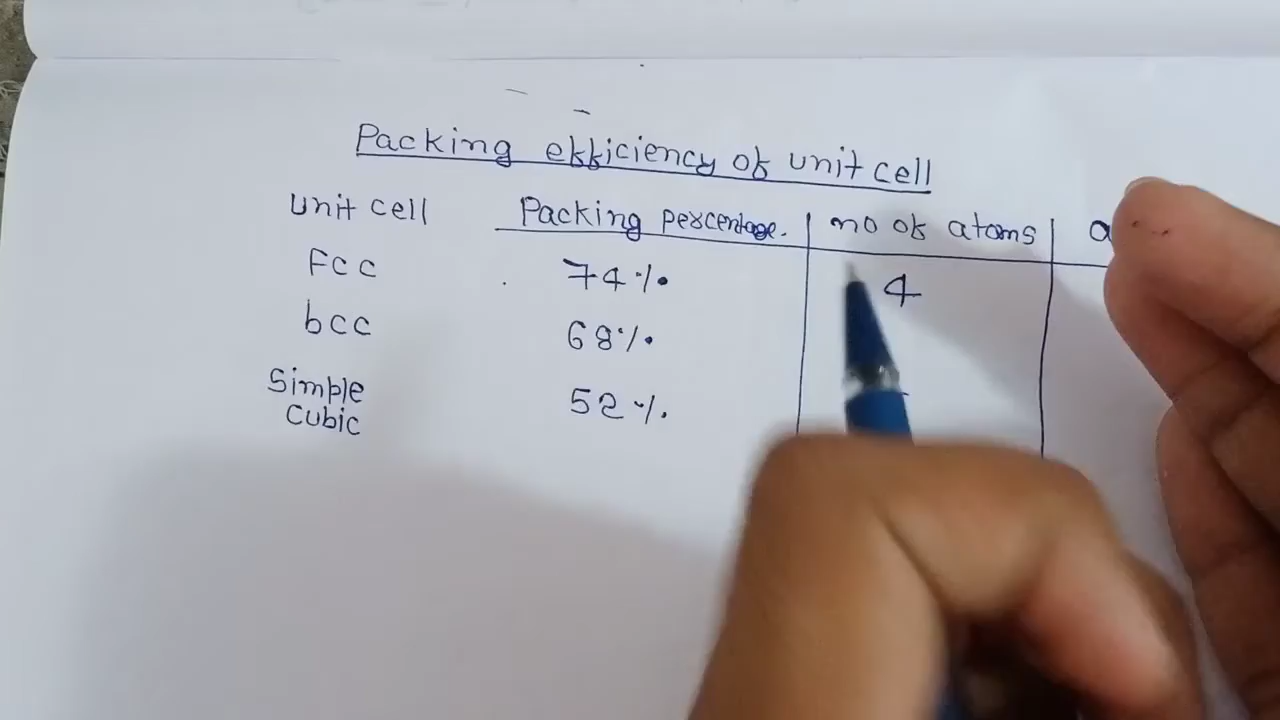 Packing efficiency of unit cell
Unit cell Packing percentage. no of atoms a
Fcc 74%.
4
bcc 68%.
Simple 52%.
Cubic